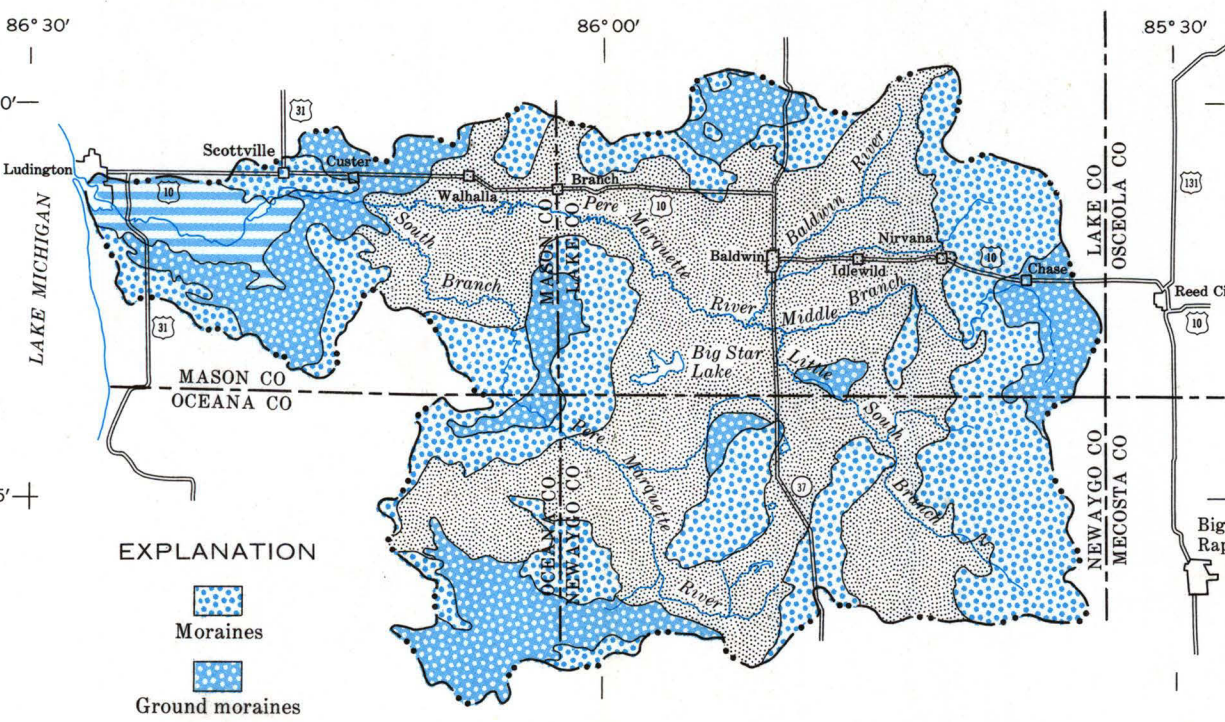 86° 30'
86° 00'
85° 30'
0'
31
Scottville
Custer
Ludington
10
Walhalla
Branch
10
Pere
Marquette
River
Baldwin
River
Baldwin
Nirvana
Idlewild
10
Chase
131
Reed Ci
10
LAKE CO
OSCEOLA CO
South
Branch
MASON CO
LAKE CO
LAKE MICHIGAN
31
Middle Branch
Big Star
Lake
Little
South
Branch
MASON CO
OCEANA CO
Pere
Marquette
River
37
OCEANA CO
NEWAYGO CO
NEWAYGO CO
MECOSTA CO
Big
Rap
5'
EXPLANATION
Moraines
Ground moraines